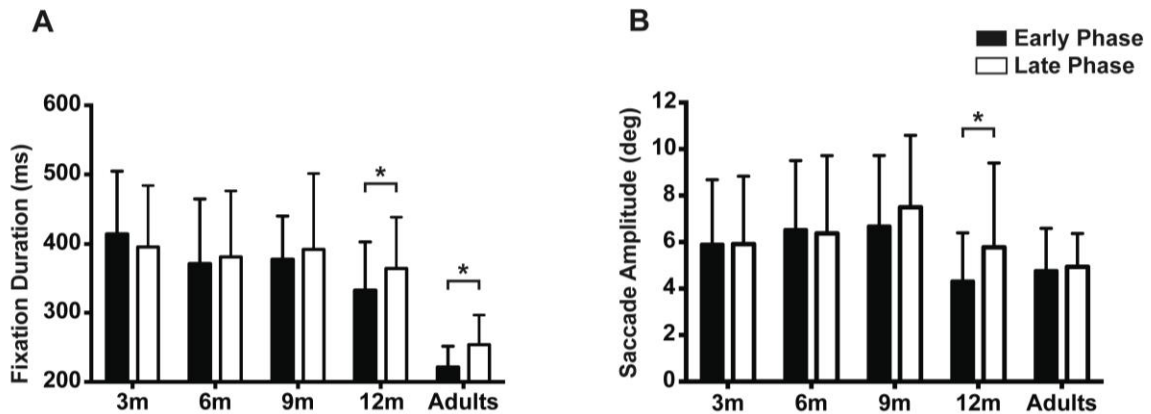 A
Fixation Duration (ms)
600
500
400
300
200
*
*
3m 6m 9m 12m Adults
B
Early Phase
Late Phase
Saccade Amplitude (deg)
12
10
8
6
4
2
0
*
3m 6m 9m 12m Adults